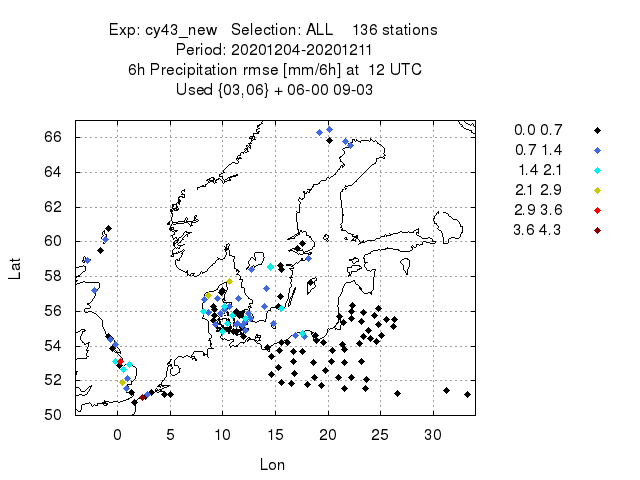 Exp: cy43_new   Selection: ALL    136 stations
Period: 20201204-20201211
6h Precipitation rmse [mm/6h] at  12 UTC
Used {03,06} + 06-00 09-03
0.0 0.7
0.7 1.4
1.4 2.1
2.1 2.9
2.9 3.6
3.6 4.3
Lat
66
64
62
60
58
56
54
52
50
0 5 10 15 20 25 30
Lon